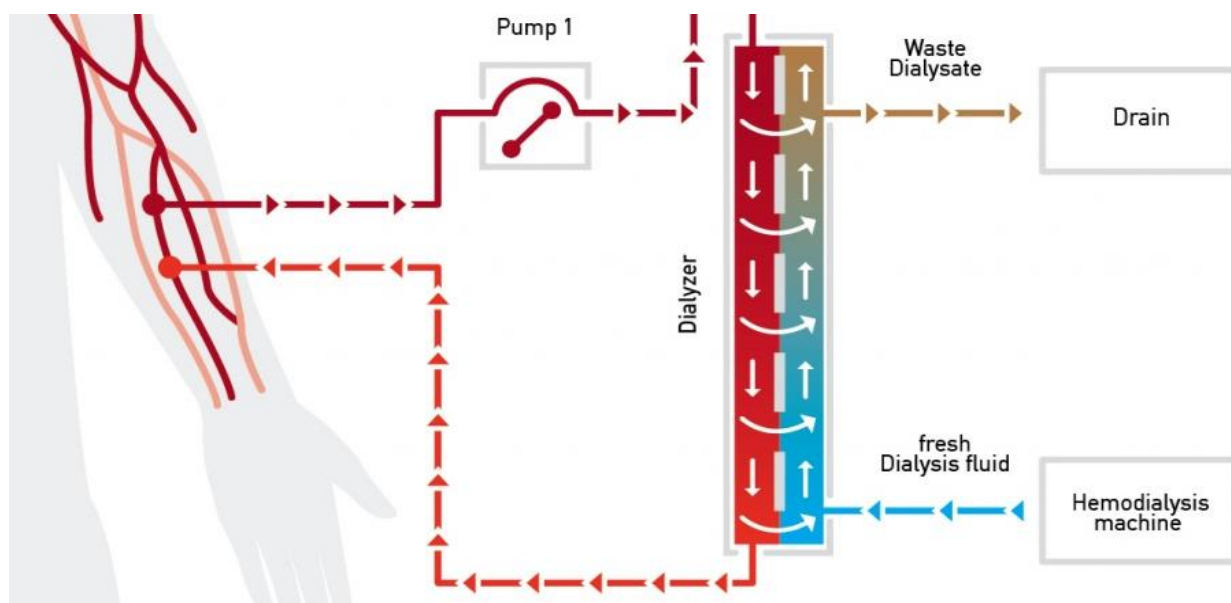 Pump 1
Waste
Dialysate
Drain
Dialyzer
fresh
Dialysis fluid
Hemodialysis
machine